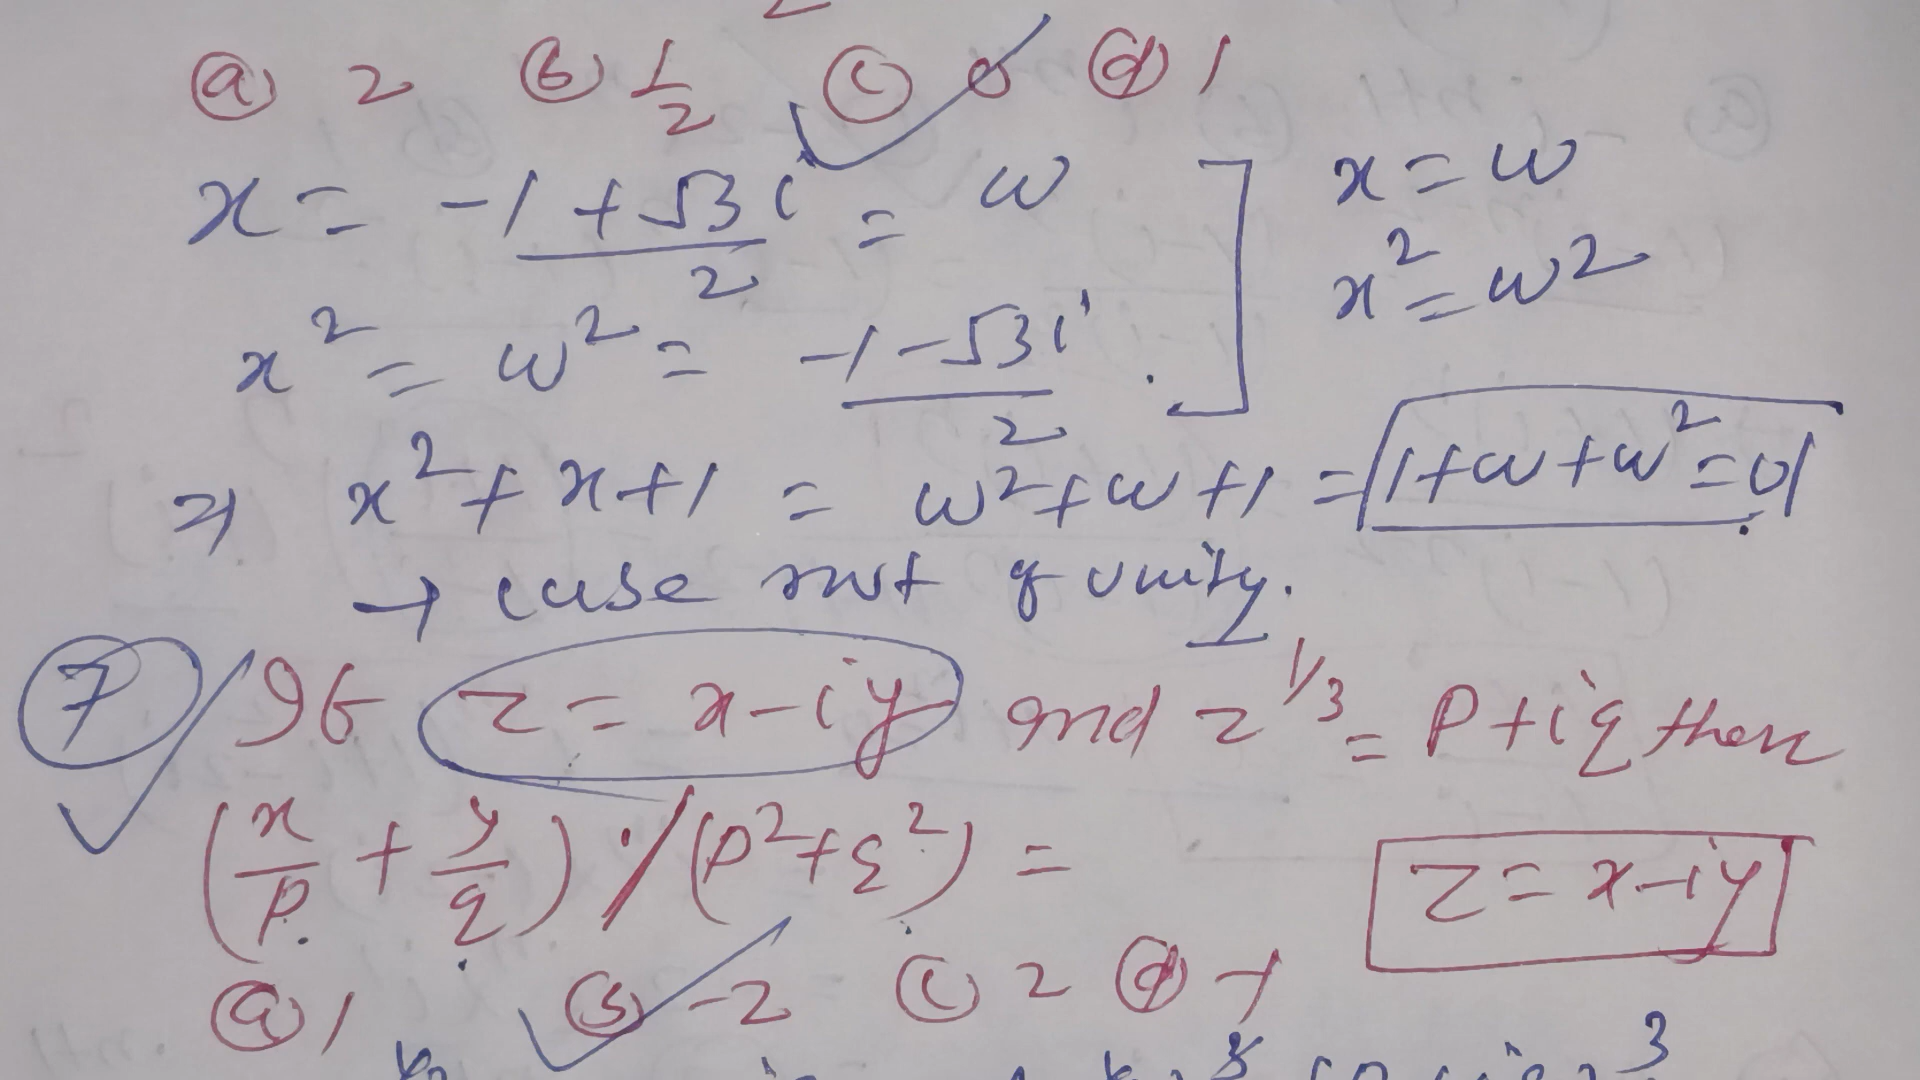 (a) 2 (b) 1/2 (c) 0 (d) 1
x = (-1 + √3 i)/2 = ω ] x = ω
x² = ω² = (-1 - √3 i)/2 . x² = ω²
⇒ x² + x + 1 = ω² + ω + 1 = 1 + ω + ω² = 0
→ cube root of unity.
(7) If z = x - iy and z^1/3 = p + iq then
(x/p + y/q) / (p² + q²) =
z = x - iy
(a) 1 (b) -2 (c) 2 (d) -1